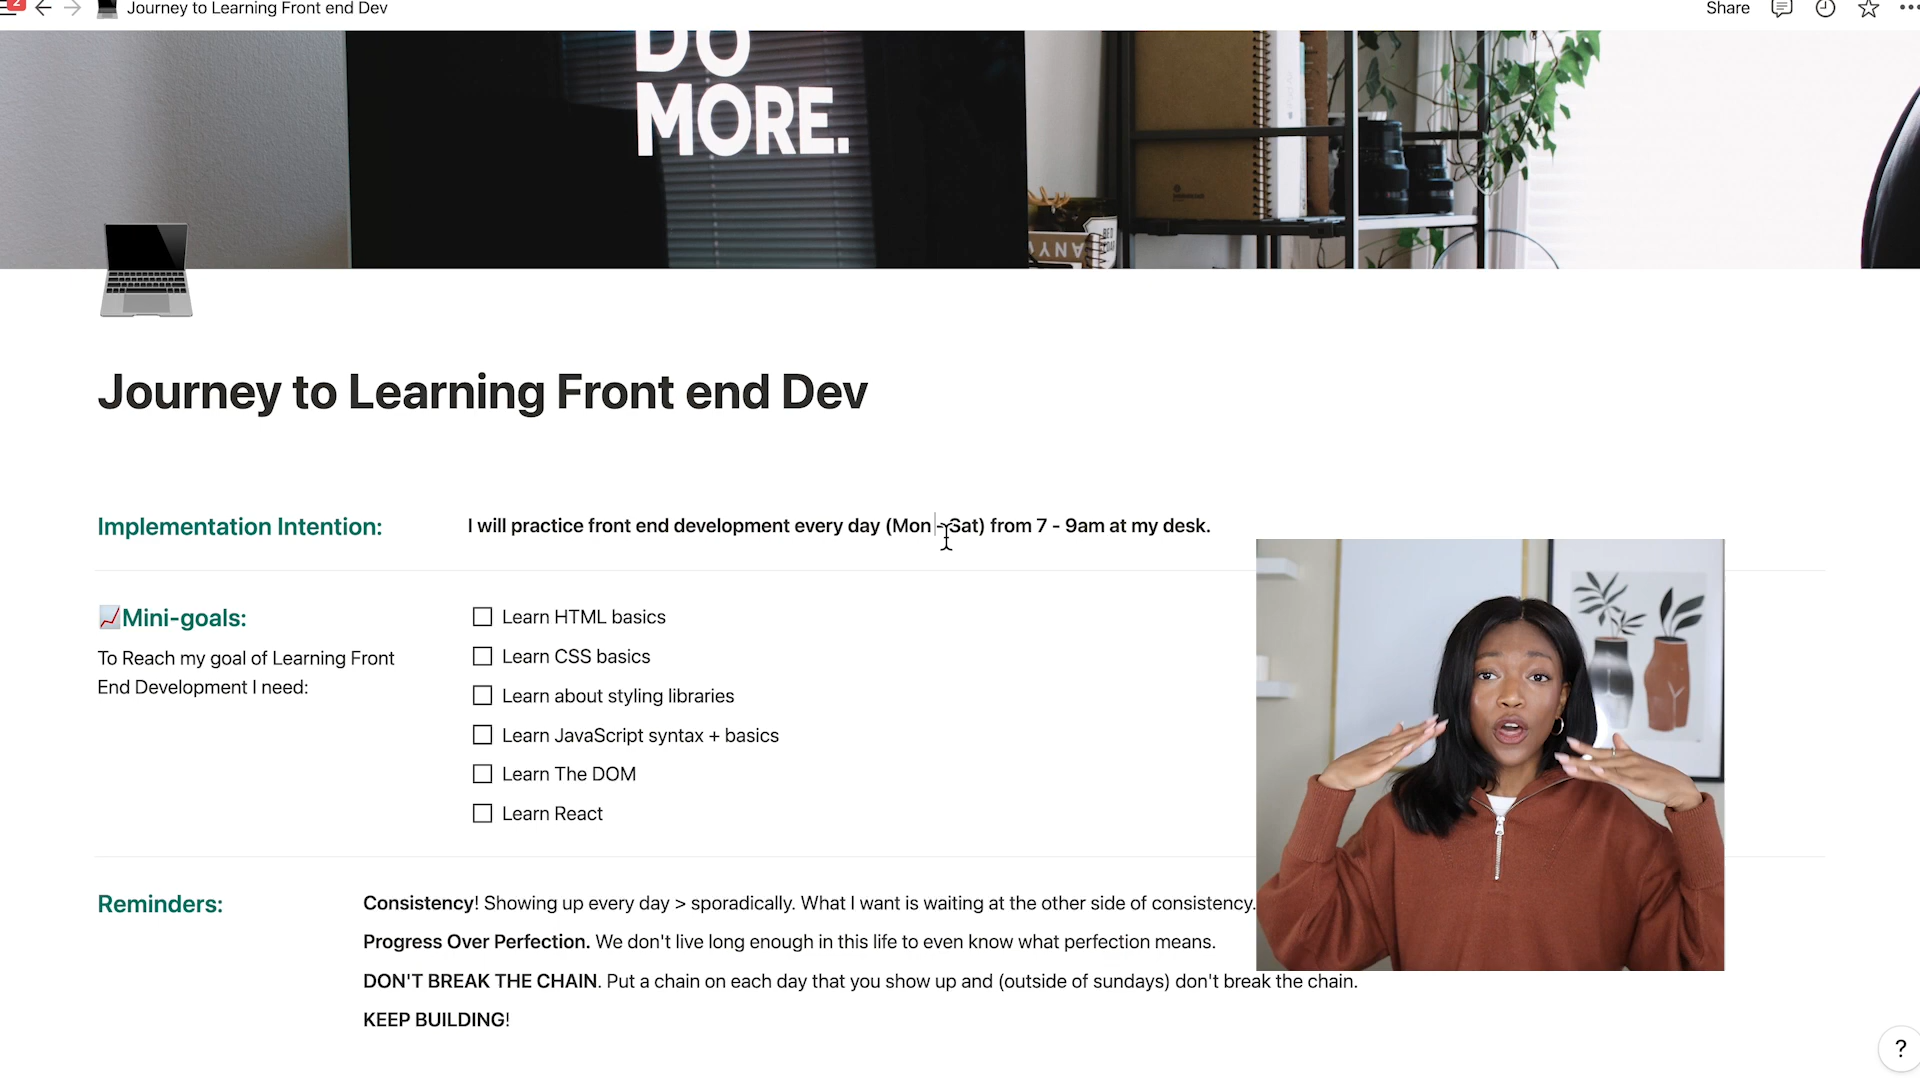 2
Journey to Learning Front end Dev
Share
DO
MORE.
ANY
Journey to Learning Front end Dev
Implementation Intention:
I will practice front end development every day (Mon - Sat) from 7 - 9am at my desk.
Mini-goals:
To Reach my goal of Learning Front
End Development I need:
Learn HTML basics
Learn CSS basics
Learn about styling libraries
Learn JavaScript syntax + basics
Learn The DOM
Learn React
Reminders:
Consistency! Showing up every day > sporadically. What I want is waiting at the other side of consistency.
Progress Over Perfection. We don't live long enough in this life to even know what perfection means.
DON'T BREAK THE CHAIN. Put a chain on each day that you show up and (outside of sundays) don't break the chain.
KEEP BUILDING!
?